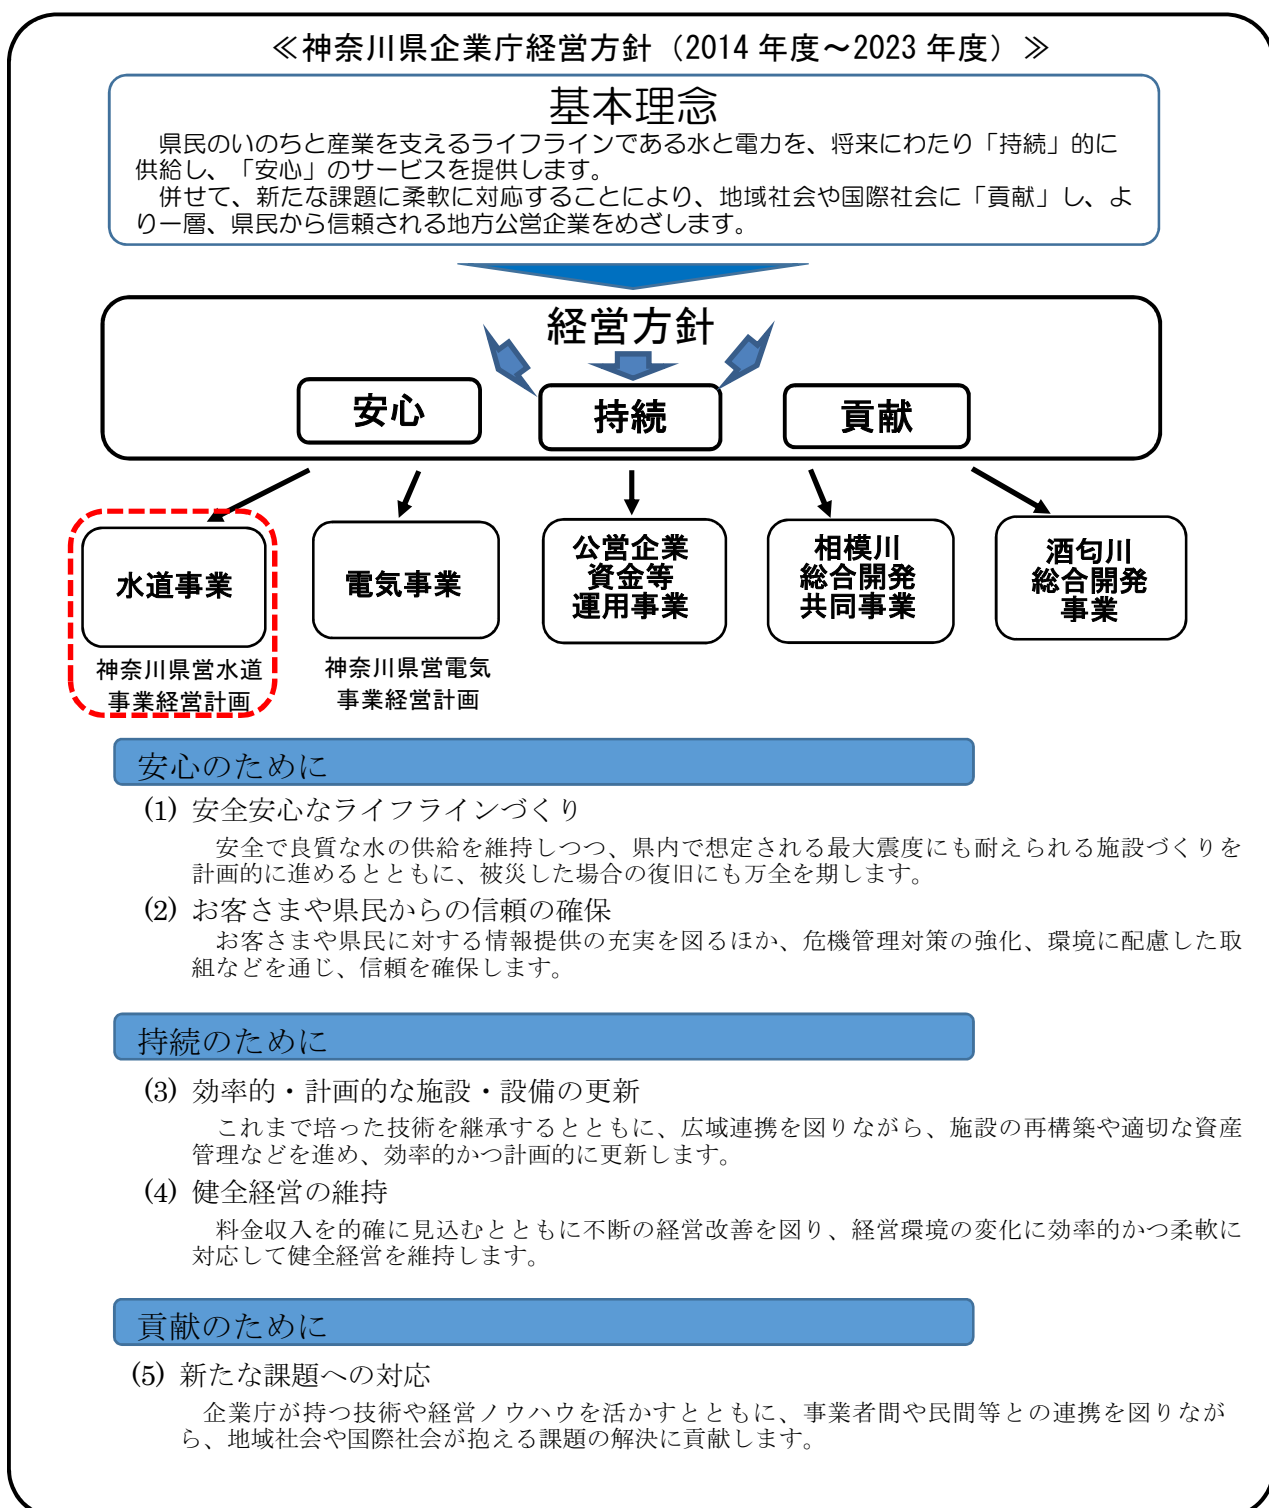 ≪神奈川県企業庁経営方針（2014 年度～2023 年度）≫
基本理念
県民のいのちと産業を支えるライフラインである水と電力を、将来にわたり「持続」的に
供給し、「安心」のサービスを提供します。
併せて、新たな課題に柔軟に対応することにより、地域社会や国際社会に「貢献」し、よ
り一層、県民から信頼される地方公営企業をめざします。
経営方針
安心
持続
貢献
水道事業
電気事業
公営企業
資金等
運用事業
相模川
総合開発
共同事業
酒匂川
総合開発
事業
神奈川県営水道
事業経営計画
神奈川県営電気
事業経営計画
安心のために
(1) 安全安心なライフラインづくり
安全で良質な水の供給を維持しつつ、県内で想定される最大震度にも耐えられる施設づくりを
計画的に進めるとともに、被災した場合の復旧にも万全を期します。
(2) お客さまや県民からの信頼の確保
お客さまや県民に対する情報提供の充実を図るほか、危機管理対策の強化、環境に配慮した取
組などを通じ、信頼を確保します。
持続のために
(3) 効率的・計画的な施設・設備の更新
これまで培った技術を継承するとともに、広域連携を図りながら、施設の再構築や適切な資産
管理などを進め、効率的かつ計画的に更新します。
(4) 健全経営の維持
料金収入を的確に見込むとともに不断の経営改善を図り、経営環境の変化に効率的かつ柔軟に
対応して健全経営を維持します。
貢献のために
(5) 新たな課題への対応
企業庁が持つ技術や経営ノウハウを活かすとともに、事業者間や民間等との連携を図りなが
ら、地域社会や国際社会が抱える課題の解決に貢献します。